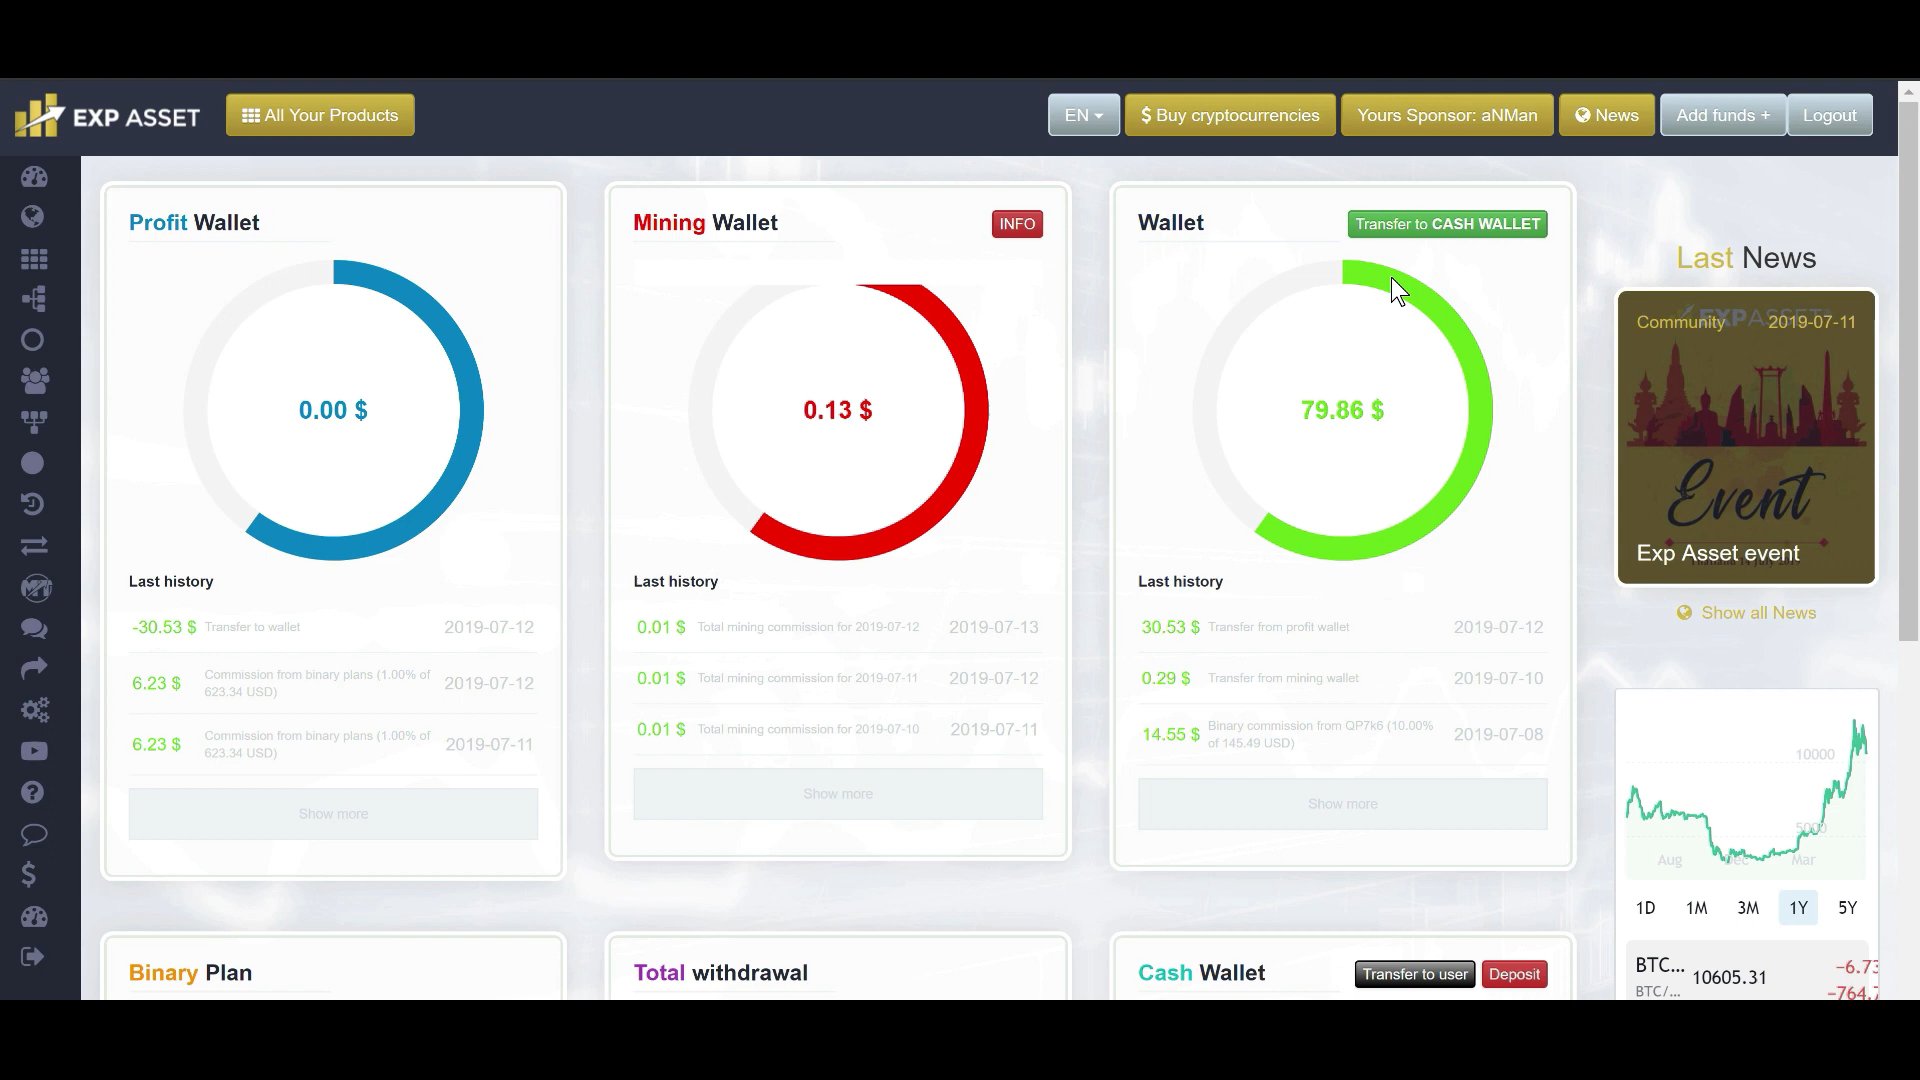 EXP ASSET
All Your Products
EN
$ Buy cryptocurrencies
Yours Sponsor: aNMan
News
Add funds +
Logout
Profit Wallet
0.00 $
Last history
-30.53 $ Transfer to wallet 2019-07-12
6.23 $ Commission from binary plans (1.00% of
623.34 USD) 2019-07-12
6.23 $ Commission from binary plans (1.00% of
623.34 USD) 2019-07-11
Show more
Mining Wallet
INFO
0.13 $
Last history
0.01 $ Total mining commission for 2019-07-12 2019-07-13
0.01 $ Total mining commission for 2019-07-11 2019-07-12
0.01 $ Total mining commission for 2019-07-10 2019-07-11
Show more
Wallet
Transfer to CASH WALLET
79.86 $
Last history
30.53 $ Transfer from profit wallet 2019-07-12
0.29 $ Transfer from mining wallet 2019-07-10
14.55 $ Binary commission from QP7k6 (10.00%
of 145.49 USD) 2019-07-08
Show more
Last News
EXP ASSET
Community 2019-07-11
Event
Exp Asset event
Show all News
10000
5000
Aug Dec Mar
1D 1M 3M 1Y 5Y
BTC... 10605.31 −6.73
BTC/... −764.7
Binary Plan
Total withdrawal
Cash Wallet
Transfer to user
Deposit